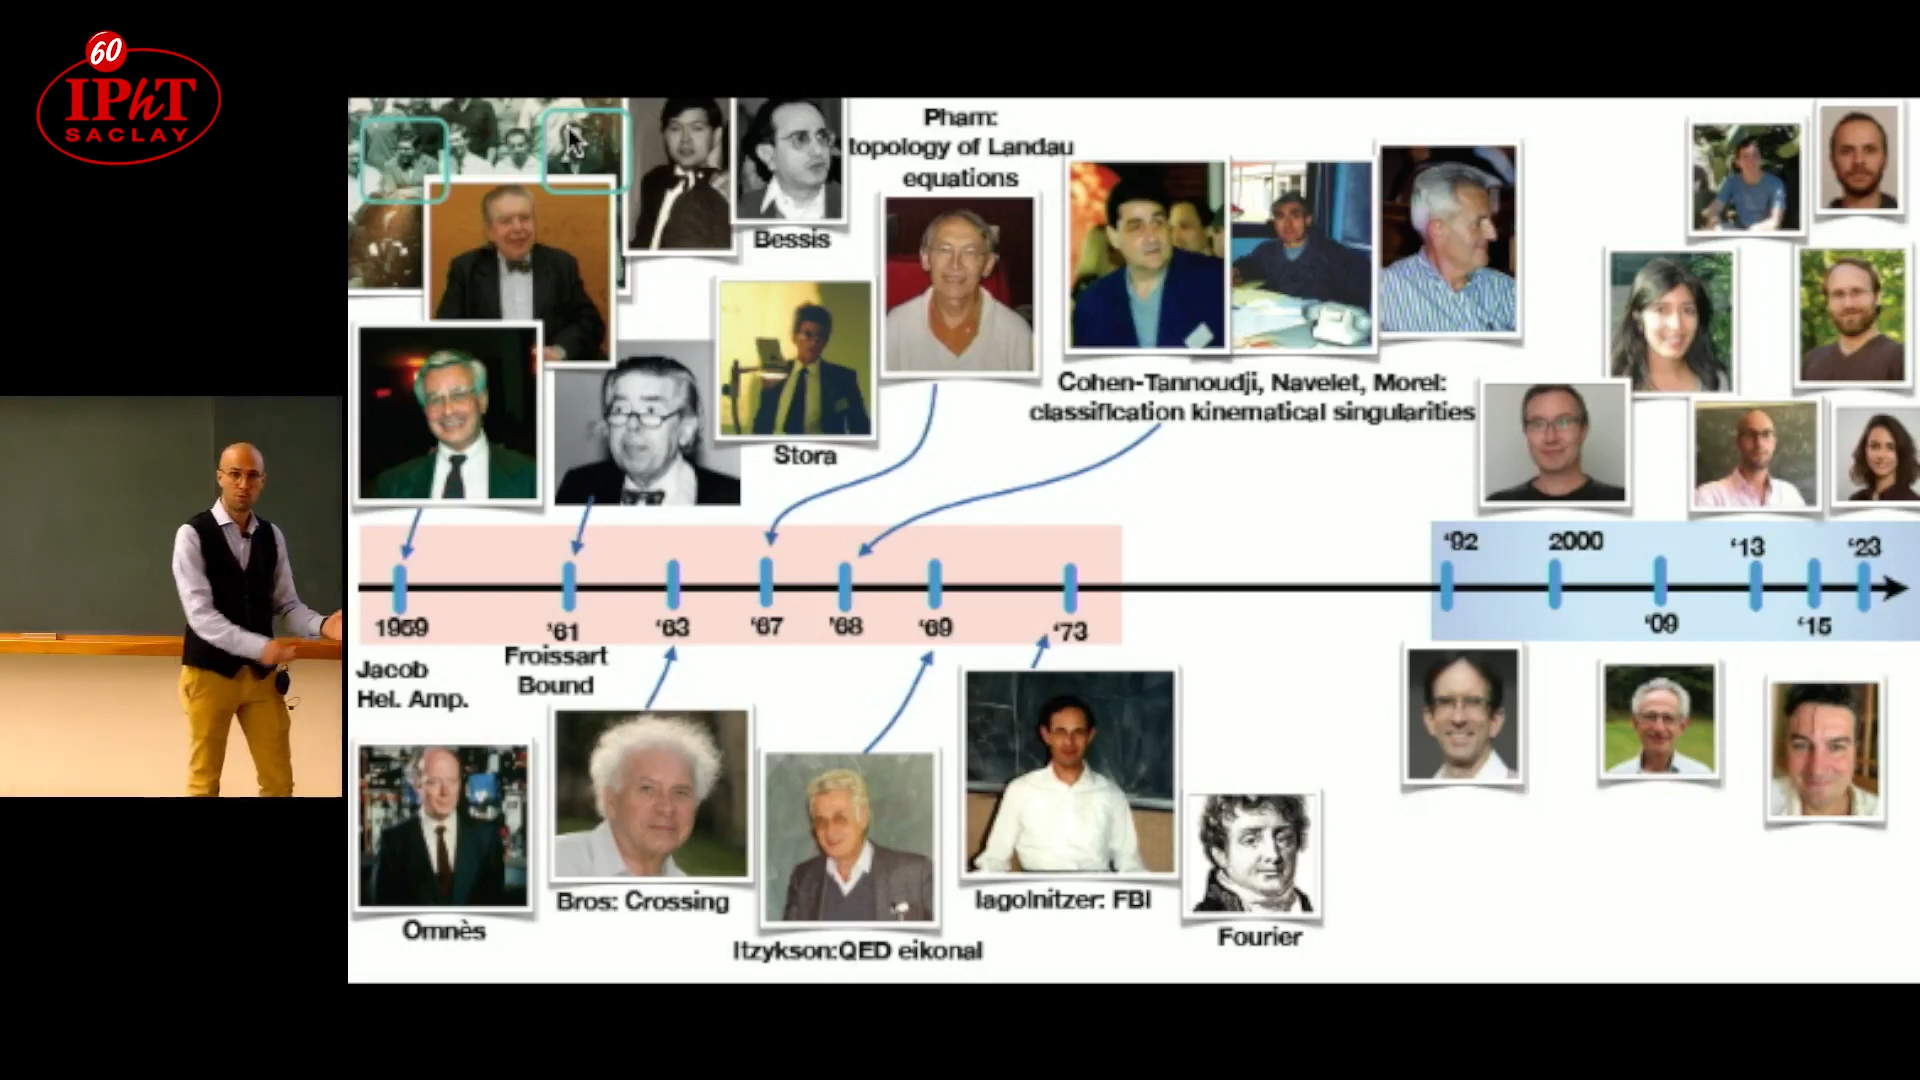 60
IPhT
SACLAY
Pham:
topology of Landau
equations
Bessis
Stora
Cohen-Tannoudji, Navelet, Morel:
classification kinematical singularities
'92
2000
'13
'23
1959
'61
'63
'67
'68
'69
'73
'09
'15
Jacob
Hel. Amp.
Froissart
Bound
Omnès
Bros: Crossing
Itzykson:QED eikonal
Iagolnitzer: FBI
Fourier